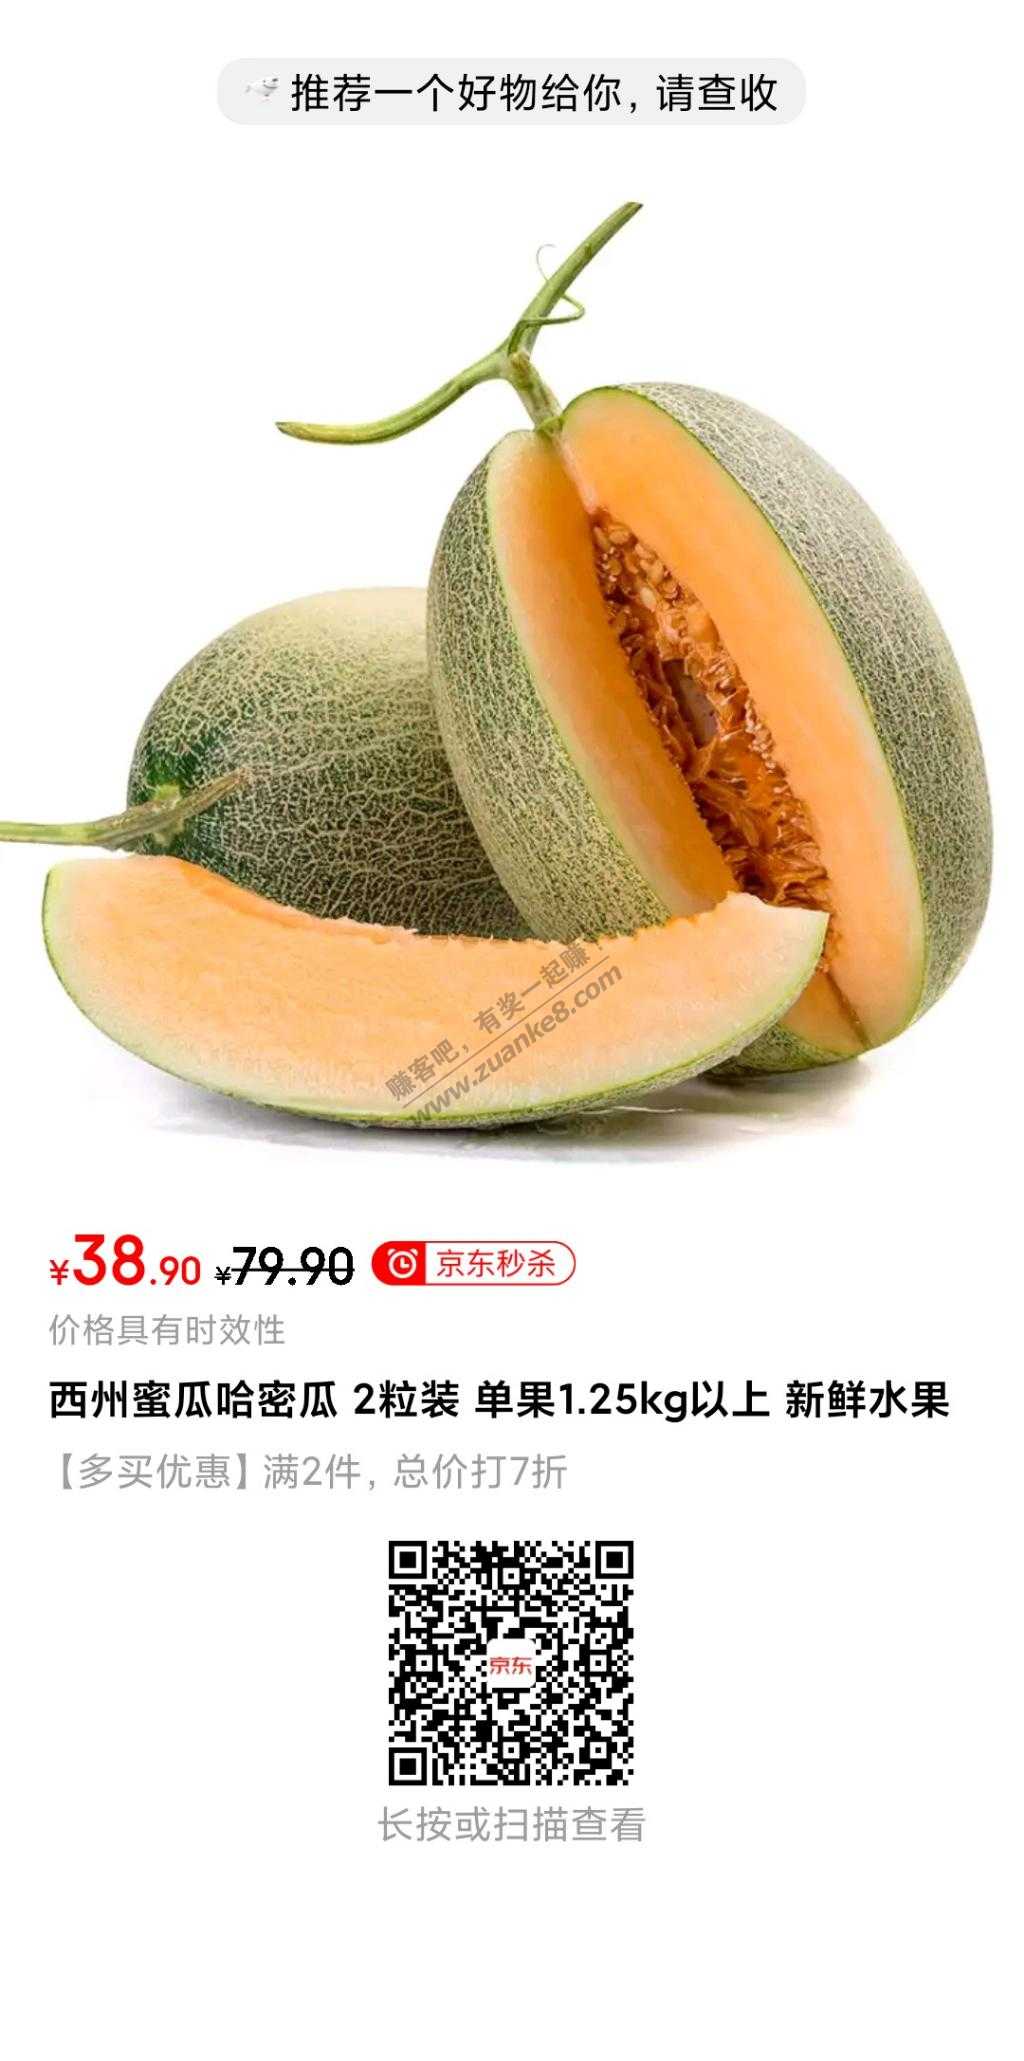 推荐一个好物给你，请查收
赚客吧，有奖一起赚！
www.zuanke8.com
¥38.90 ¥79.90 京东秒杀
价格具有时效性
西州蜜瓜哈密瓜 2粒装 单果1.25kg以上 新鲜水果
【多买优惠】满2件，总价打7折
京东
长按或扫描查看